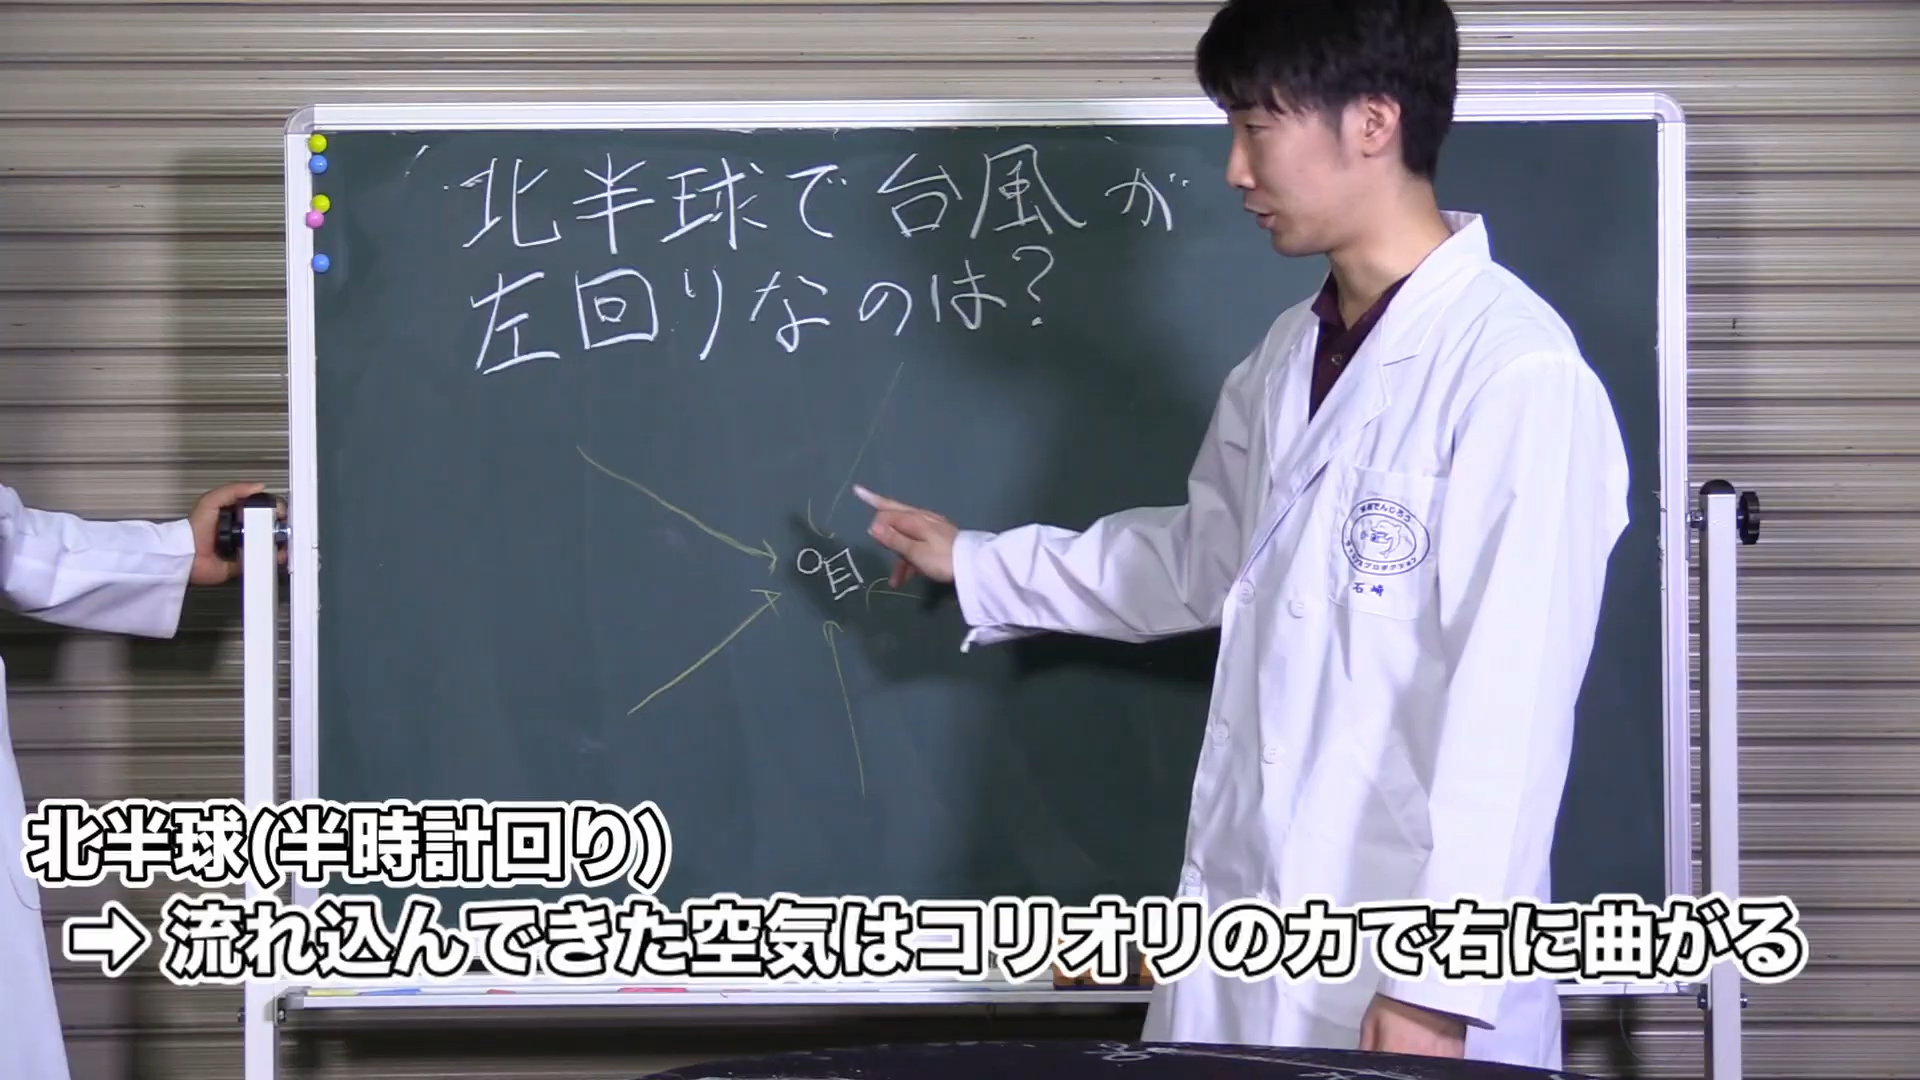 北半球で台風が
左回りなのは?
目
石崎
北半球(半時計回り)
➡ 流れ込んできた空気はコリオリの力で右に曲がる